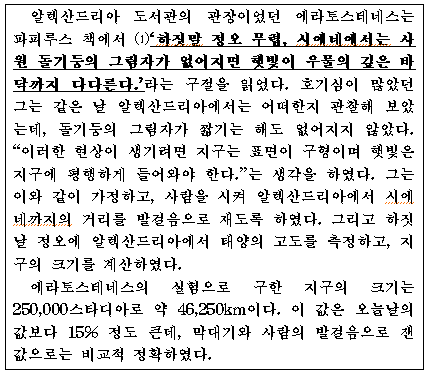 알렉산드리아 도서관의 관장이었던 에라토스테네스는
파피루스 책에서 ⑴‘하짓날 정오 무렵, 시에네에서는 사
원 돌기둥의 그림자가 없어지면 햇빛이 우물의 깊은 바
닥까지 다다른다.’라는 구절을 읽었다. 호기심이 많았던
그는 같은 날 알렉산드리아에서는 어떠한지 관찰해 보았
는데, 돌기둥의 그림자가 짧기는 해도 없어지지 않았다.
“이러한 현상이 생기려면 지구는 표면이 구형이며 햇빛은
지구에 평행하게 들어와야 한다.”는 생각을 하였다. 그는
이와 같이 가정하고, 사람을 시켜 알렉산드리아에서 시에
네까지의 거리를 발걸음으로 재도록 하였다. 그리고 하짓
날 정오에 알렉산드리아에서 태양의 고도를 측정하고, 지
구의 크기를 계산하였다.
에라토스테네스의 실험으로 구한 지구의 크기는
250,000스타디아로 약 46,250km이다. 이 값은 오늘날의
값보다 15% 정도 큰데, 막대기와 사람의 발걸음으로 잰
값으로는 비교적 정확하였다.